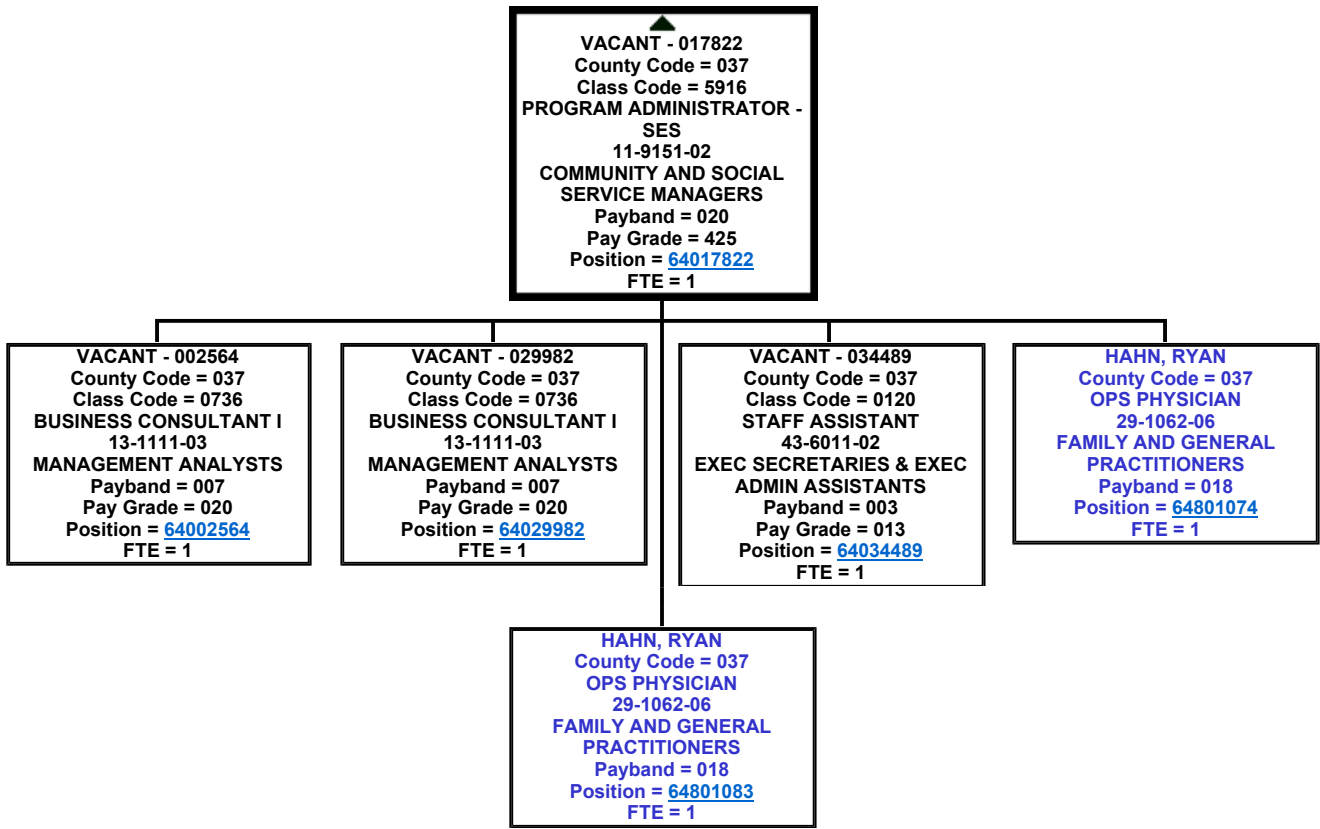 VACANT - 017822
County Code = 037
Class Code = 5916
PROGRAM ADMINISTRATOR -
SES
11-9151-02
COMMUNITY AND SOCIAL
SERVICE MANAGERS
Payband = 020
Pay Grade = 425
Position = 64017822
FTE = 1
VACANT - 002564
County Code = 037
Class Code = 0736
BUSINESS CONSULTANT I
13-1111-03
MANAGEMENT ANALYSTS
Payband = 007
Pay Grade = 020
Position = 64002564
FTE = 1
VACANT - 029982
County Code = 037
Class Code = 0736
BUSINESS CONSULTANT I
13-1111-03
MANAGEMENT ANALYSTS
Payband = 007
Pay Grade = 020
Position = 64029982
FTE = 1
VACANT - 034489
County Code = 037
Class Code = 0120
STAFF ASSISTANT
43-6011-02
EXEC SECRETARIES & EXEC
ADMIN ASSISTANTS
Payband = 003
Pay Grade = 013
Position = 64034489
FTE = 1
HAHN, RYAN
County Code = 037
OPS PHYSICIAN
29-1062-06
FAMILY AND GENERAL
PRACTITIONERS
Payband = 018
Position = 64801074
FTE = 1
HAHN, RYAN
County Code = 037
OPS PHYSICIAN
29-1062-06
FAMILY AND GENERAL
PRACTITIONERS
Payband = 018
Position = 64801083
FTE = 1